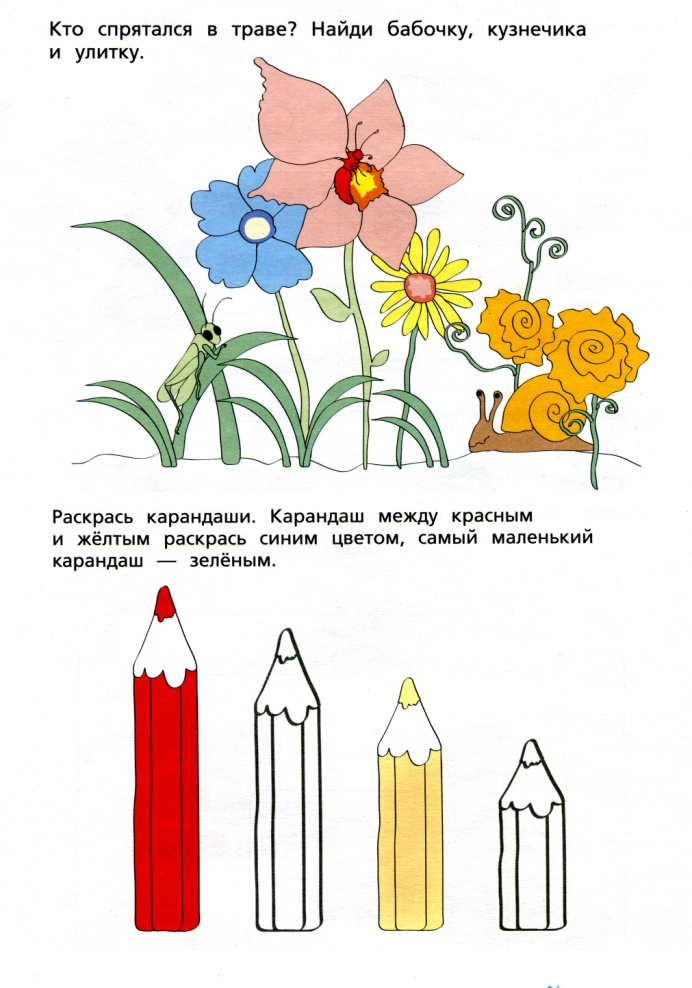 Кто спрятался в траве? Найди бабочку, кузнечика
и улитку.
Раскрась карандаши. Карандаш между красным
и жёлтым раскрась синим цветом, самый маленький
карандаш — зелёным.